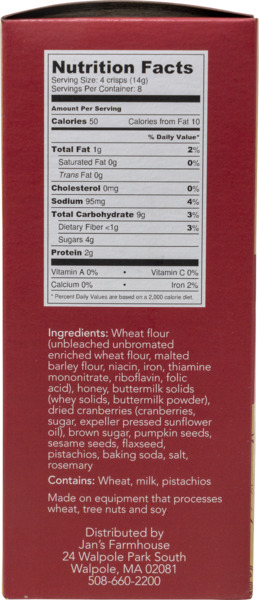 Nutrition Facts
Serving Size: 4 crisps (14g)
Servings Per Container: 8
Amount Per Serving
Calories 50 Calories from Fat 10
% Daily Value*
Total Fat 1g 2%
Saturated Fat 0g 0%
Trans Fat 0g
Cholesterol 0mg 0%
Sodium 95mg 4%
Total Carbohydrate 9g 3%
Dietary Fiber <1g 3%
Sugars 4g
Protein 2g
Vitamin A 0% • Vitamin C 0%
Calcium 0% • Iron 2%
* Percent Daily Values are based on a 2,000 calorie diet.
Ingredients: Wheat flour
(unbleached unbromated
enriched wheat flour, malted
barley flour, niacin, iron, thiamine
mononitrate, riboflavin, folic
acid), honey, buttermilk solids
(whey solids, buttermilk powder),
dried cranberries (cranberries,
sugar, expeller pressed sunflower
oil), brown sugar, pumpkin seeds,
sesame seeds, flaxseed,
pistachios, baking soda, salt,
rosemary
Contains: Wheat, milk, pistachios
Made on equipment that processes
wheat, tree nuts and soy
Distributed by
Jan's Farmhouse
24 Walpole Park South
Walpole, MA 02081
508-660-2200